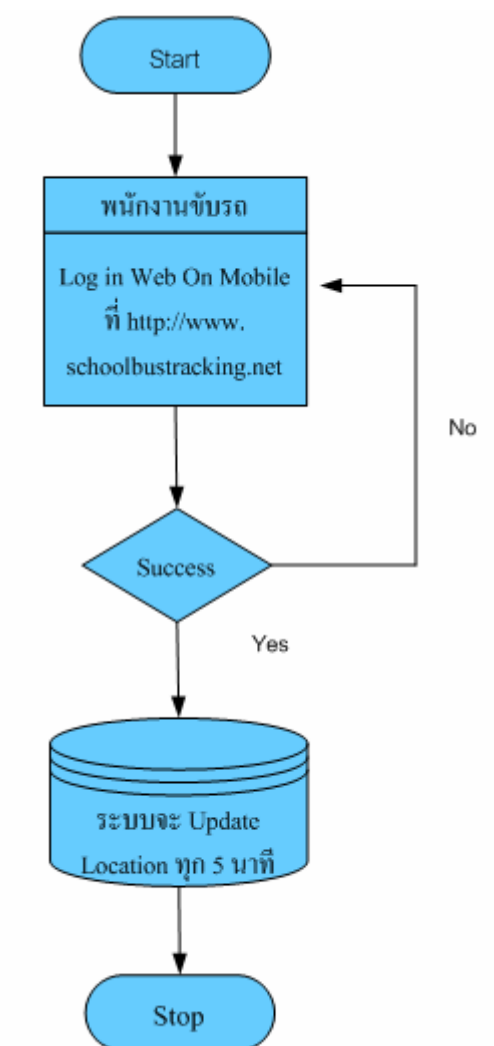 Start
พนักงานขับรถ
Log in Web On Mobile
ที่ http://www.
schoolbustracking.net
No
Success
Yes
ระบบจะ Update
Location ทุก 5 นาที
Stop